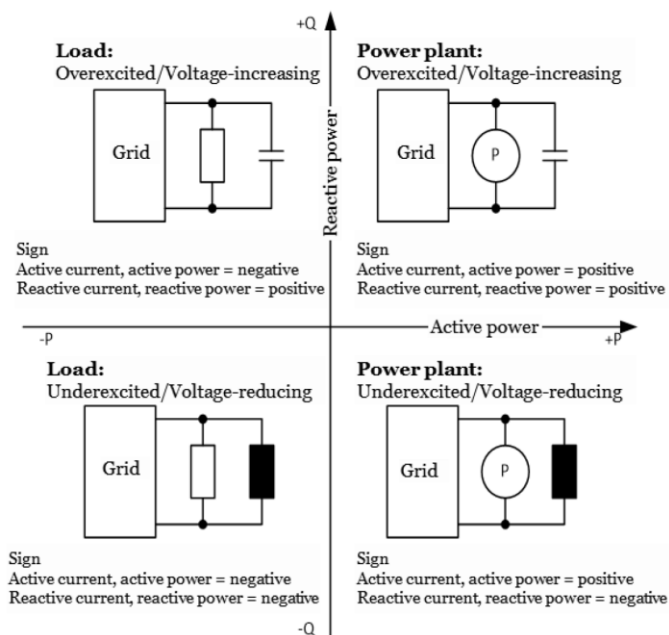 +Q
Load:
Overexcited/Voltage-increasing
Grid
Reactive power
Power plant:
Overexcited/Voltage-increasing
Grid
P
Sign
Active current, active power = negative
Reactive current, reactive power = positive
Sign
Active current, active power = positive
Reactive current, reactive power = positive
-P
Active power
+P
Load:
Underexcited/Voltage-reducing
Grid
Power plant:
Underexcited/Voltage-reducing
Grid
P
Sign
Active current, active power = negative
Reactive current, reactive power = negative
Sign
Active current, active power = positive
Reactive current, reactive power = negative
-Q